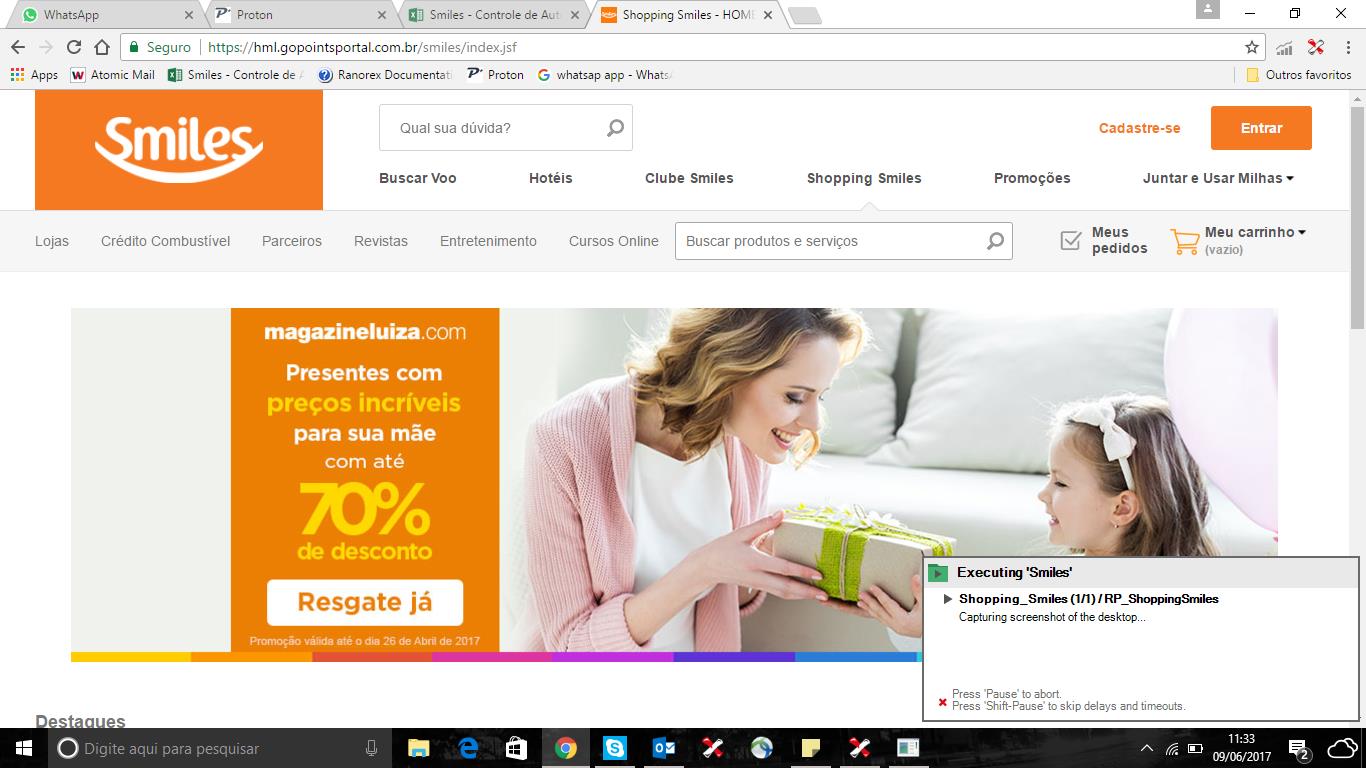 WhatsApp
Proton
Smiles - Controle de Aut
Shopping Smiles - HOME
Seguro
https://hml.gopointsportal.com.br/smiles/index.jsf
Apps
Atomic Mail
Smiles - Controle de A
Ranorex Documentati
Proton
whatsap app - WhatsA
Outros favoritos
Smiles
Qual sua dúvida?
Cadastre-se
Entrar
Buscar Voo
Hotéis
Clube Smiles
Shopping Smiles
Promoções
Juntar e Usar Milhas
Lojas
Crédito Combustível
Parceiros
Revistas
Entretenimento
Cursos Online
Buscar produtos e serviços
Meus
pedidos
Meu carrinho
(vazio)
magazineluiza.com
Presentes com
preços incríveis
para sua mãe
com até
70%
de desconto
Resgate já
Promoção válida até o dia 26 de Abril de 2017
Executing 'Smiles'
Shopping_Smiles (1/1) / RP_ShoppingSmiles
Capturing screenshot of the desktop...
Press 'Pause' to abort.
Press 'Shift-Pause' to skip delays and timeouts.
Destaques
Digite aqui para pesquisar
11:33
09/06/2017
2